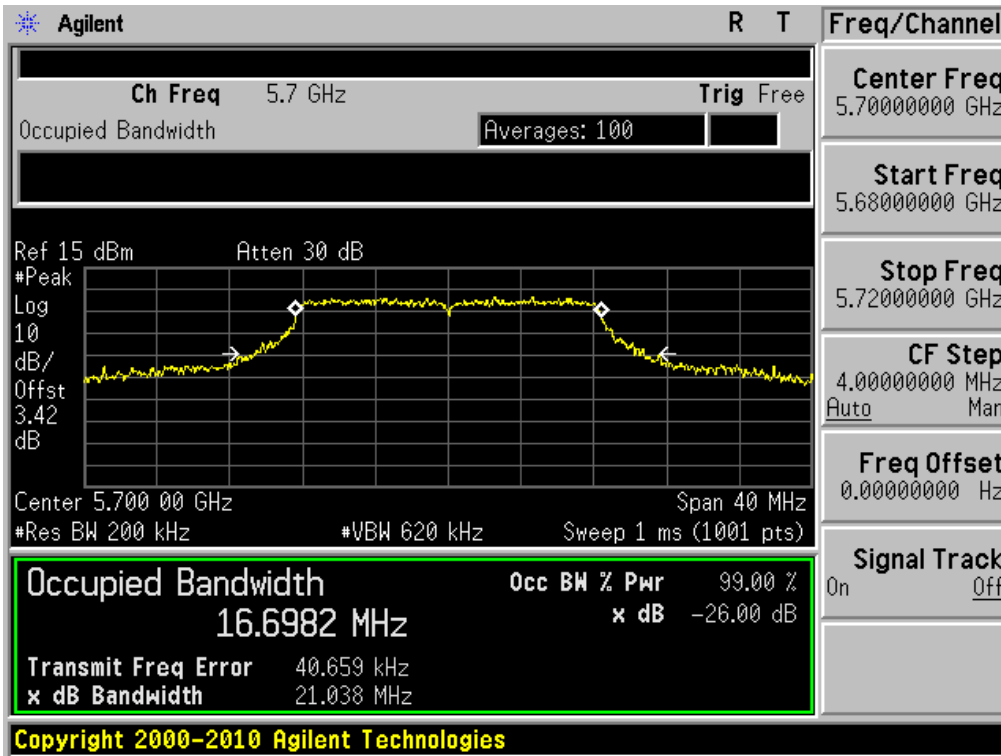 Agilent R T
Ch Freq 5.7 GHz Trig Free
Occupied Bandwidth Averages: 100
Ref 15 dBm Atten 30 dB
#Peak
Log
10
dB/
Offst
3.42
dB
Center 5.700 00 GHz Span 40 MHz
#Res BW 200 kHz #VBW 620 kHz Sweep 1 ms (1001 pts)
Occupied Bandwidth Occ BW % Pwr 99.00 %
16.6982 MHz x dB -26.00 dB
Transmit Freq Error 40.659 kHz
x dB Bandwidth 21.038 MHz
Copyright 2000-2010 Agilent Technologies
Freq/Channel
Center Freq
5.70000000 GHz
Start Freq
5.68000000 GHz
Stop Freq
5.72000000 GHz
CF Step
4.00000000 MHz
Auto Man
Freq Offset
0.00000000 Hz
Signal Track
On Off